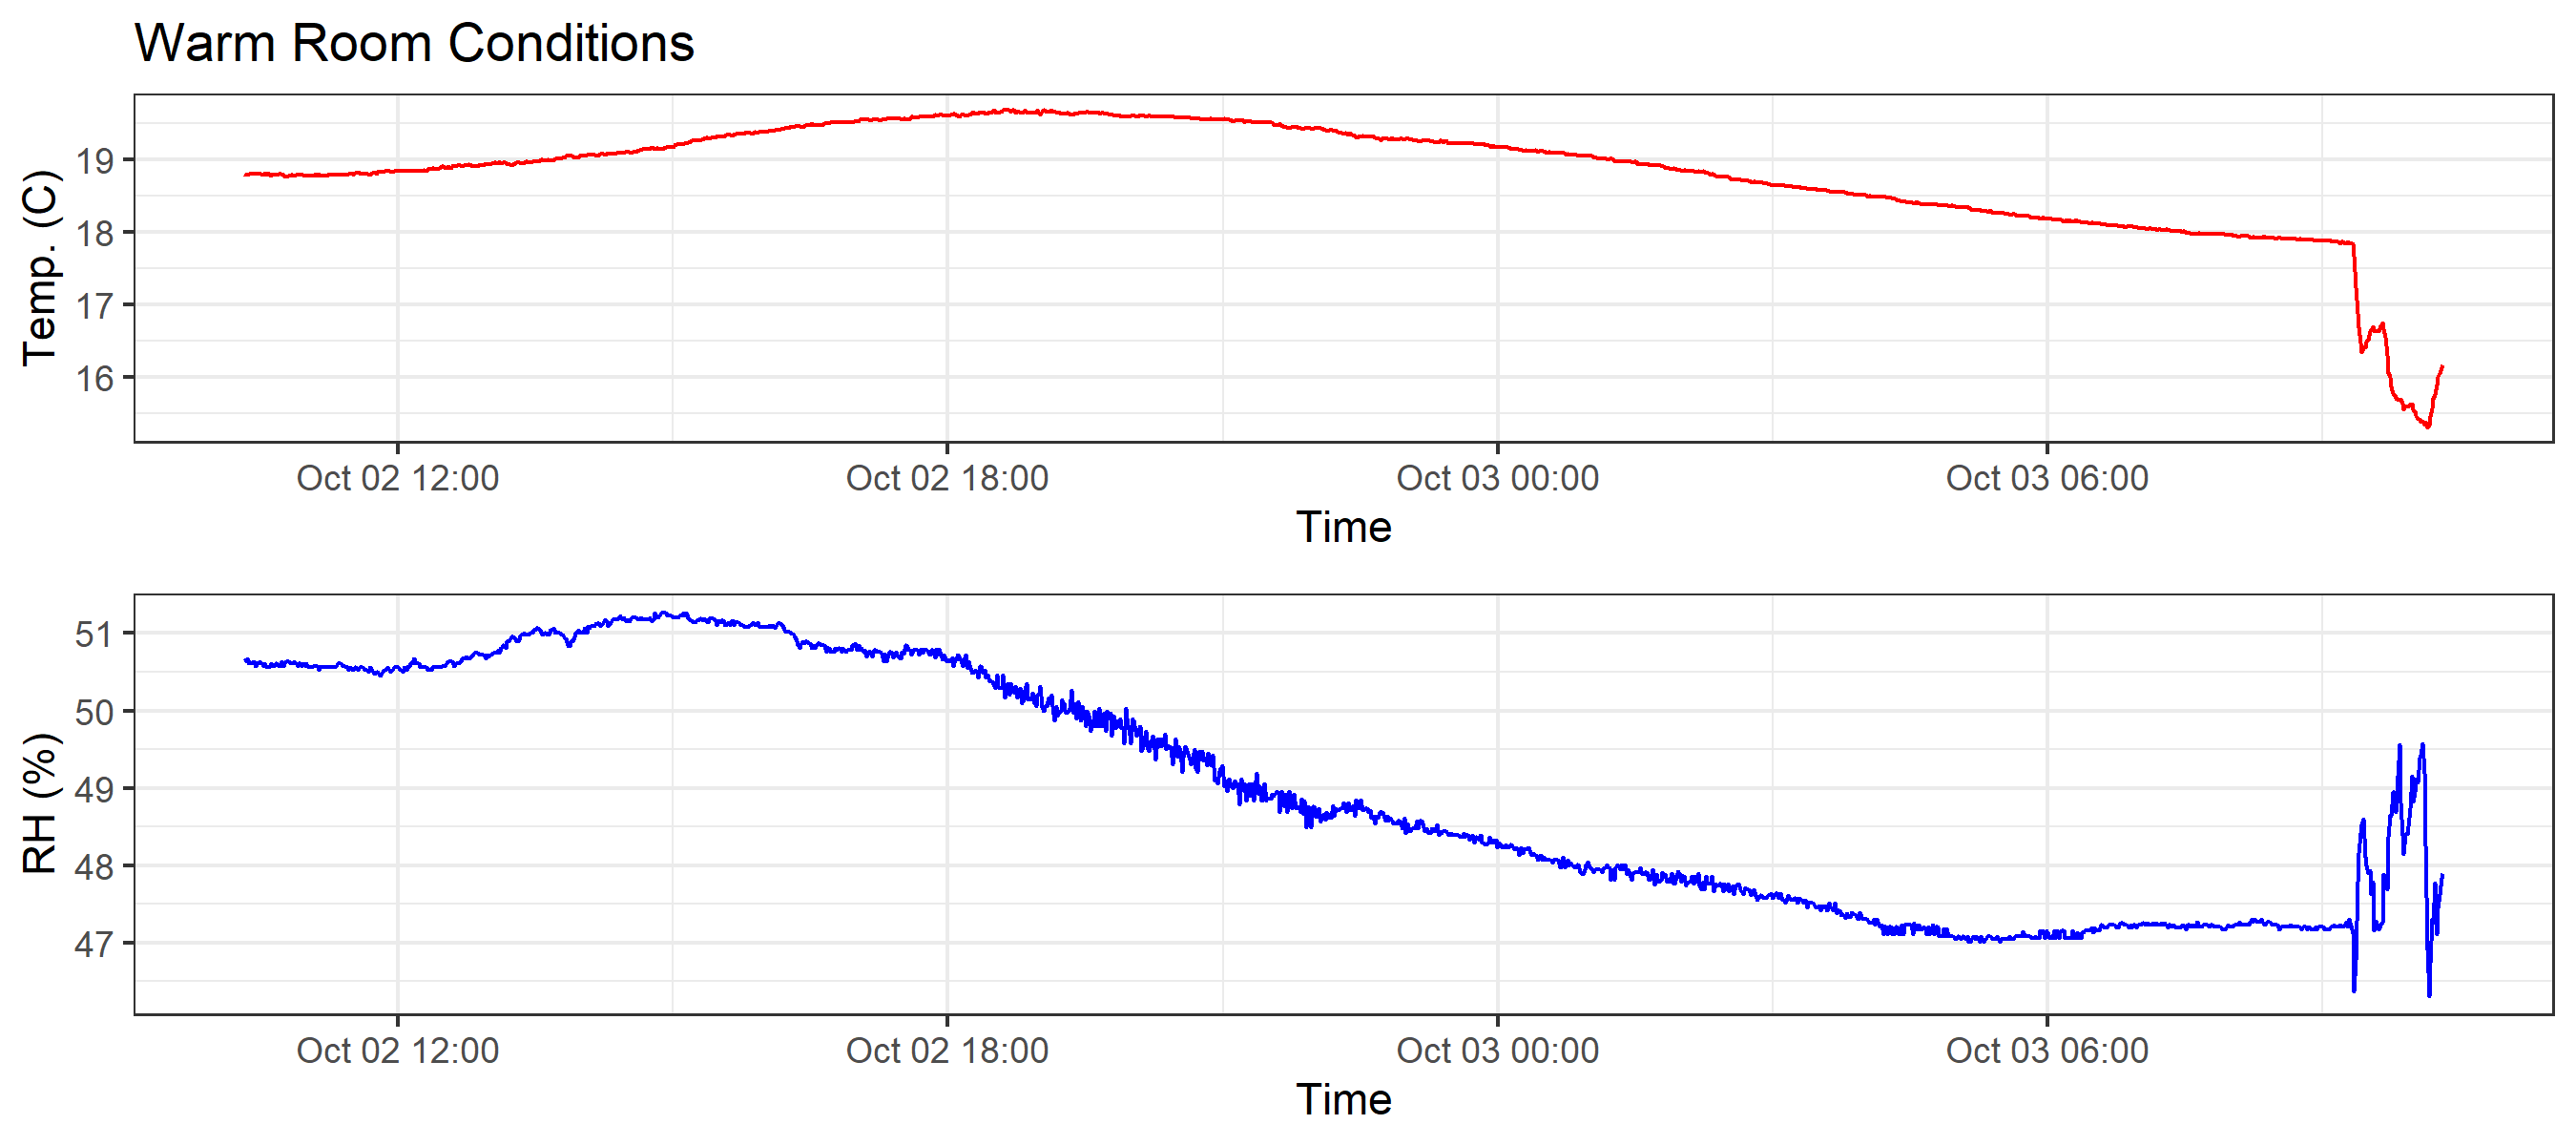 Warm Room Conditions
Temp. (C)
19
18
17
16
Oct 02 12:00 Oct 02 18:00 Oct 03 00:00 Oct 03 06:00
Time
RH (%)
51
50
49
48
47
Oct 02 12:00 Oct 02 18:00 Oct 03 00:00 Oct 03 06:00
Time